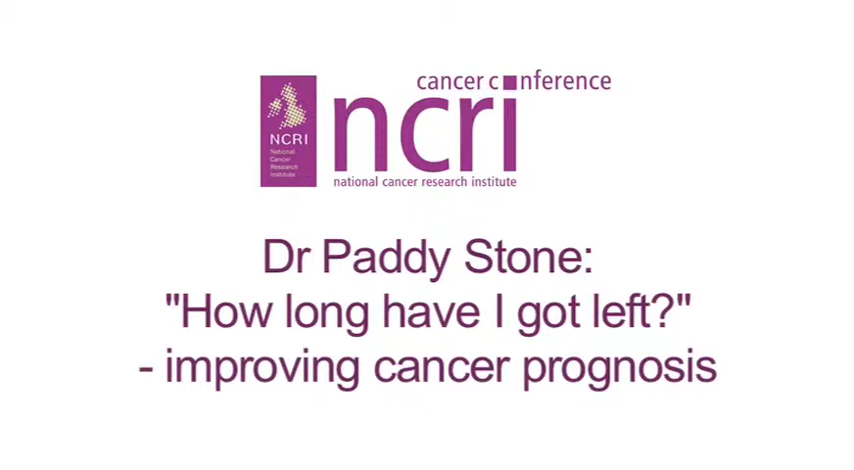 cancer conference
ncri
national cancer research institute
NCRI
National
Cancer
Research
Institute
Dr Paddy Stone:
"How long have I got left?"
- improving cancer prognosis